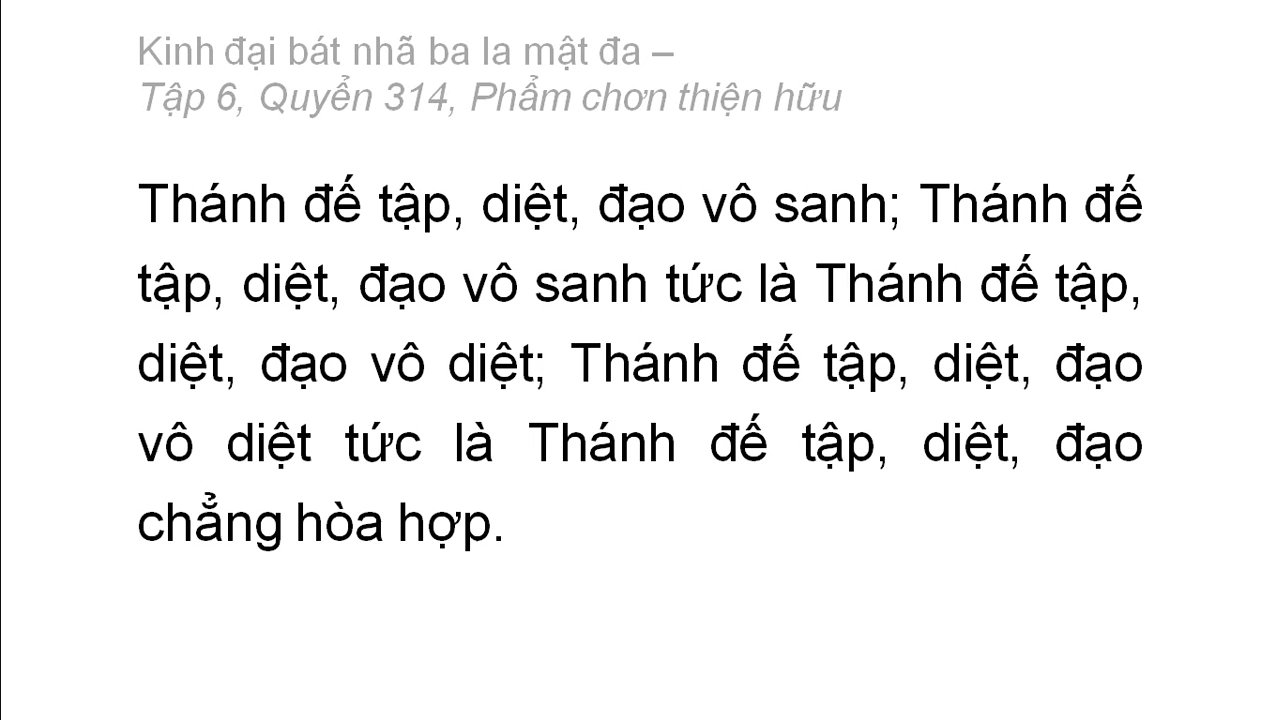 Kinh đại bát nhã ba la mật đa –
Tập 6, Quyển 314, Phẩm chơn thiện hữu
Thánh đế tập, diệt, đạo vô sanh; Thánh đế
tập, diệt, đạo vô sanh tức là Thánh đế tập,
diệt, đạo vô diệt; Thánh đế tập, diệt, đạo
vô diệt tức là Thánh đế tập, diệt, đạo
chẳng hòa hợp.